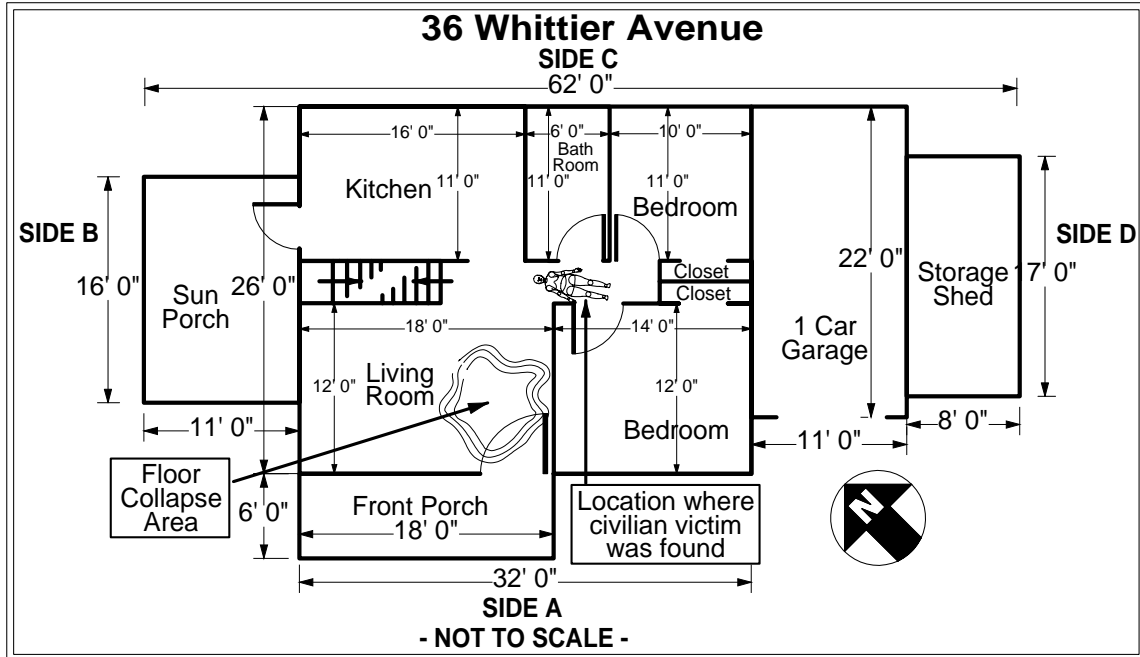 36 Whittier Avenue
SIDE C
62' 0"
16' 0"
6' 0"
10' 0"
Bath
Room
Kitchen
11' 0"
11' 0"
11' 0"
Bedroom
SIDE B
16' 0"
Sun
Porch
26' 0"
Closet
Closet
22' 0"
Storage
Shed
17' 0"
SIDE D
18' 0"
14' 0"
1 Car
Garage
12' 0"
Living
Room
12' 0"
Bedroom
11' 0"
11' 0"
8' 0"
Floor
Collapse
Area
6' 0"
Front Porch
18' 0"
Location where
civilian victim
was found
N
32' 0"
SIDE A
- NOT TO SCALE -